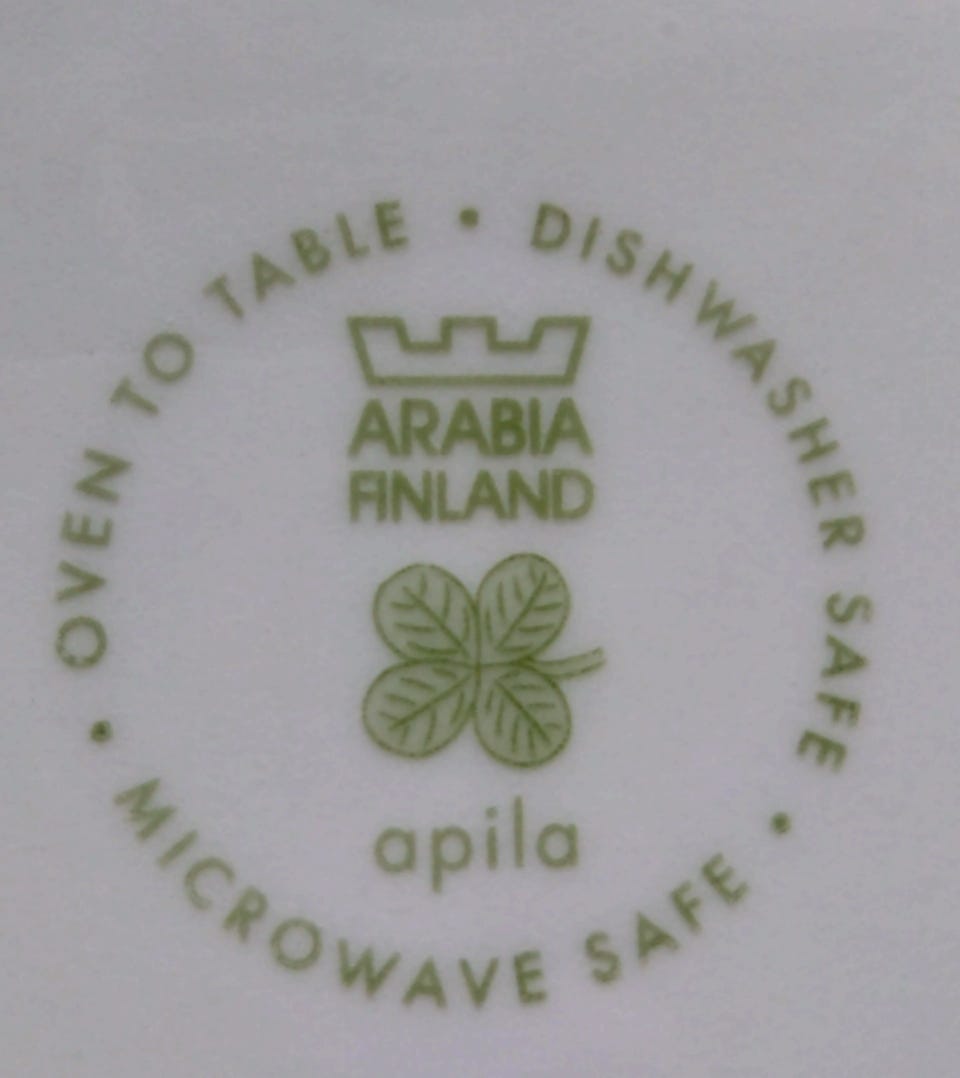 OVEN TO TABLE • DISHWASHER SAFE • MICROWAVE SAFE •
ARABIA
FINLAND
apila